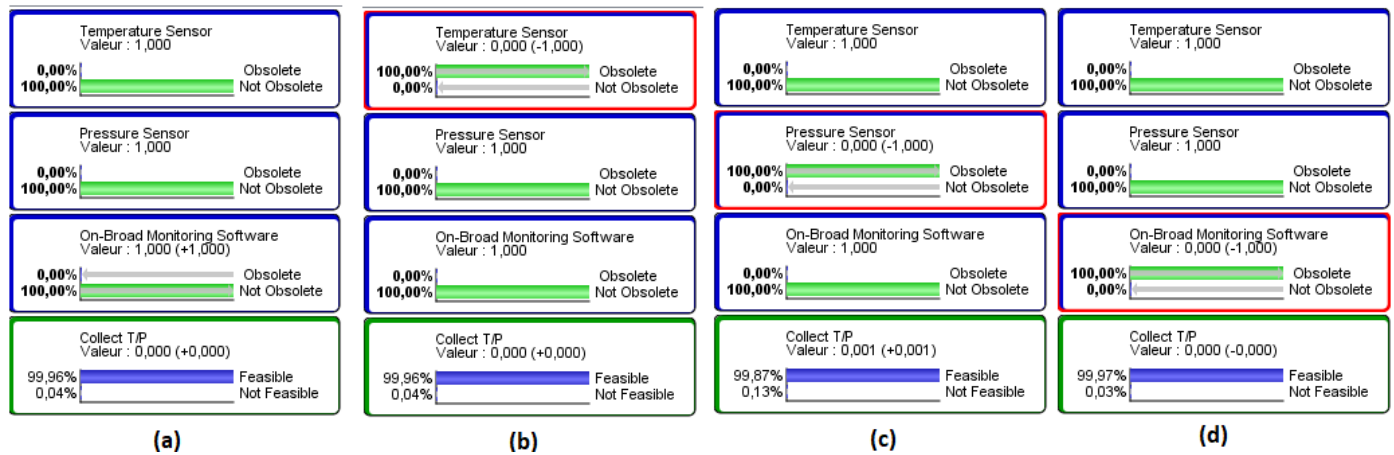 Temperature Sensor
Valeur : 1,000
0,00% Obsolete
100,00% Not Obsolete
Pressure Sensor
Valeur : 1,000
0,00% Obsolete
100,00% Not Obsolete
On-Broad Monitoring Software
Valeur : 1,000 (+1,000)
0,00% Obsolete
100,00% Not Obsolete
Collect T/P
Valeur : 0,000 (+0,000)
99,96% Feasible
0,04% Not Feasible
(a)
Temperature Sensor
Valeur : 0,000 (-1,000)
100,00% Obsolete
0,00% Not Obsolete
Pressure Sensor
Valeur : 1,000
0,00% Obsolete
100,00% Not Obsolete
On-Broad Monitoring Software
Valeur : 1,000
0,00% Obsolete
100,00% Not Obsolete
Collect T/P
Valeur : 0,000 (+0,000)
99,96% Feasible
0,04% Not Feasible
(b)
Temperature Sensor
Valeur : 1,000
0,00% Obsolete
100,00% Not Obsolete
Pressure Sensor
Valeur : 0,000 (-1,000)
100,00% Obsolete
0,00% Not Obsolete
On-Broad Monitoring Software
Valeur : 1,000
0,00% Obsolete
100,00% Not Obsolete
Collect T/P
Valeur : 0,001 (+0,001)
99,87% Feasible
0,13% Not Feasible
(c)
Temperature Sensor
Valeur : 1,000
0,00% Obsolete
100,00% Not Obsolete
Pressure Sensor
Valeur : 1,000
0,00% Obsolete
100,00% Not Obsolete
On-Broad Monitoring Software
Valeur : 0,000 (-1,000)
100,00% Obsolete
0,00% Not Obsolete
Collect T/P
Valeur : 0,000 (-0,000)
99,97% Feasible
0,03% Not Feasible
(d)